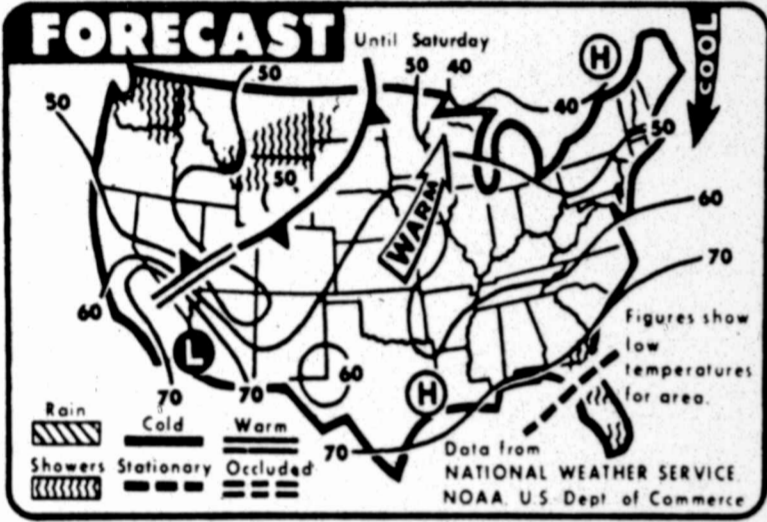 FORECAST
Until Saturday
COOL
50
50
50 40
40
50
50
WARM
60
70
60
L
70
70
60
H
H
70
Figures show
low
temperatures
for area.
Rain
Cold
Warm
Showers
Stationary
Occluded
Data from
NATIONAL WEATHER SERVICE,
NOAA, U.S. Dept. of Commerce